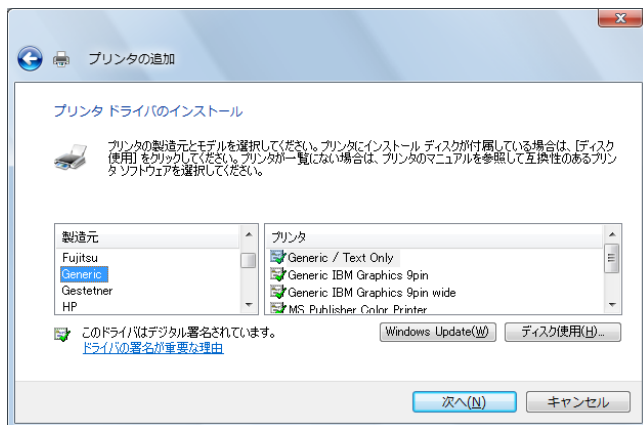 プリンタの追加
プリンタ ドライバのインストール
プリンタの製造元とモデルを選択してください。プリンタにインストール ディスクが付属している場合は、[ディスク
使用] をクリックしてください。プリンタが一覧にない場合は、プリンタのマニュアルを参照して互換性のあるプリン
タ ソフトウェアを選択してください。
製造元
Fujitsu
Generic
Gestetner
HP
プリンタ
Generic / Text Only
Generic IBM Graphics 9pin
Generic IBM Graphics 9pin wide
MS Publisher Color Printer
このドライバはデジタル署名されています。
ドライバの署名が重要な理由
Windows Update(W)
ディスク使用(H)...
次へ(N)
キャンセル